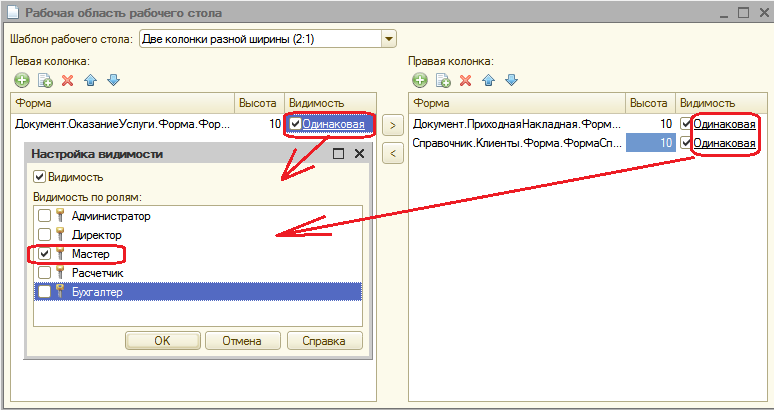 Рабочая область рабочего стола
Шаблон рабочего стола: Две колонки разной ширины (2:1)
Левая колонка:
Форма Высота Видимость
Документ.ОказаниеУслуги.Форма.Фор... 10 Одинаковая
>
<
Правая колонка:
Форма Высота Видимость
Документ.ПриходнаяНакладная.Форм... 10 Одинаковая
Справочник.Клиенты.Форма.ФормаСп... 10 Одинаковая
Настройка видимости
Видимость
Видимость по ролям:
Администратор
Директор
Мастер
Расчетчик
Бухгалтер
OK Отмена Справка